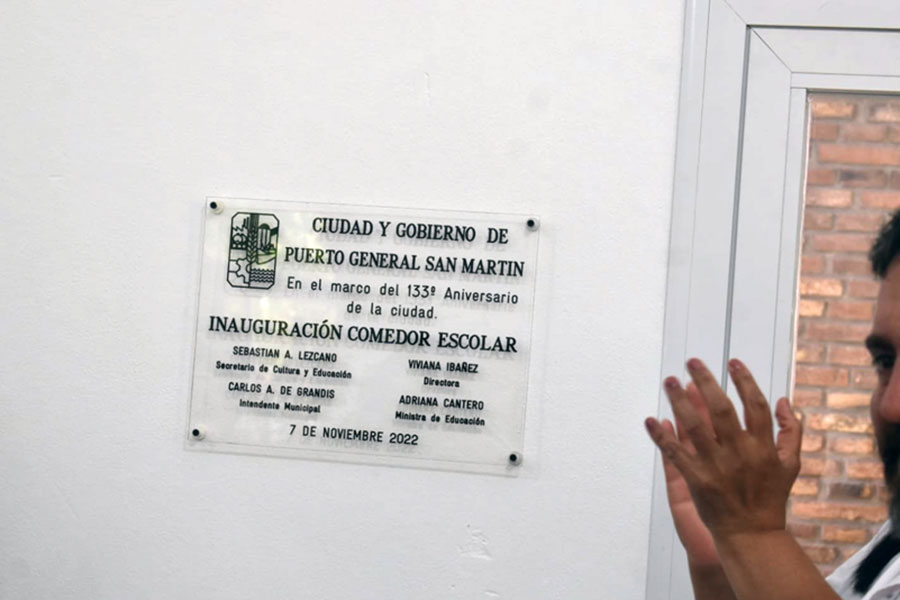 CIUDAD Y GOBIERNO DE
PUERTO GENERAL SAN MARTIN
En el marco del 133º Aniversario
de la ciudad.
INAUGURACIÓN COMEDOR ESCOLAR
SEBASTIAN A. LEZCANO
Secretario de Cultura y Educación
CARLOS A. DE GRANDIS
Intendente Municipal
VIVIANA IBAÑEZ
Directora
ADRIANA CANTERO
Ministra de Educación
7 DE NOVIEMBRE 2022